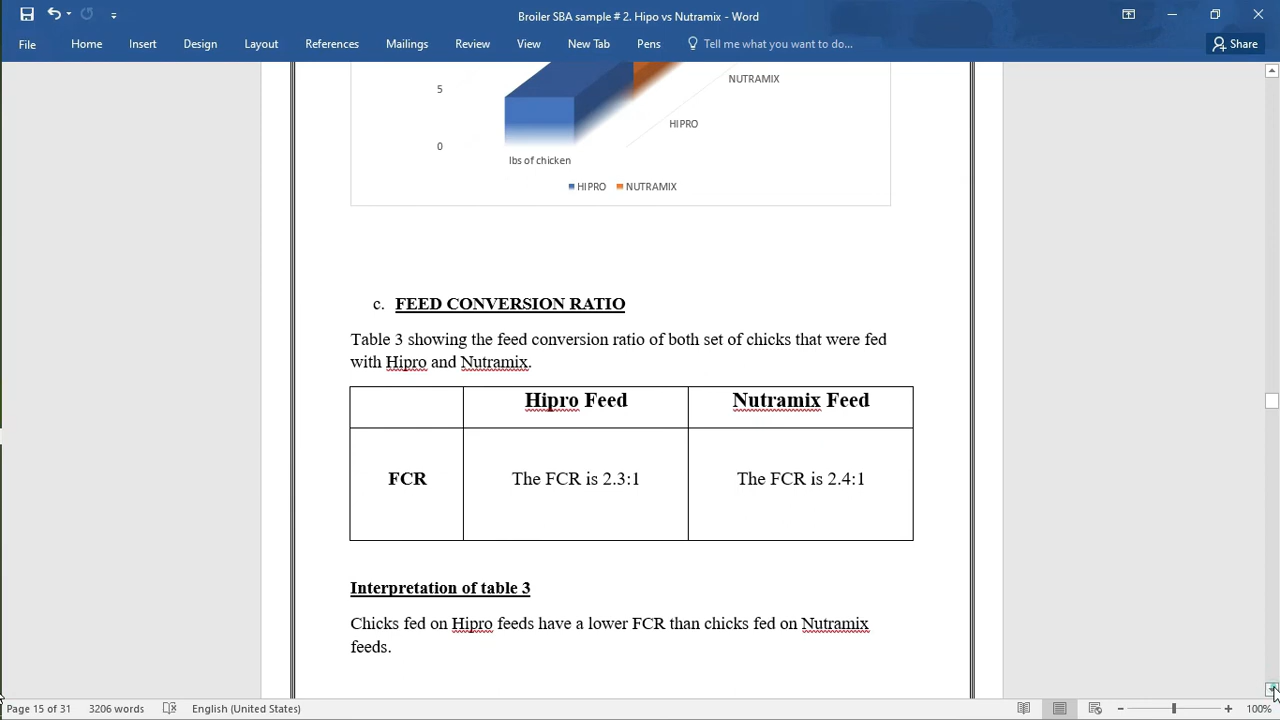 Broiler SBA sample # 2. Hipo vs Nutramix - Word
File Home Insert Design Layout References Mailings Review View New Tab Pens Tell me what you want to do... Share
5
NUTRAMIX
HIPRO
0
lbs of chicken
HIPRO NUTRAMIX
c. FEED CONVERSION RATIO
Table 3 showing the feed conversion ratio of both set of chicks that were fed
with Hipro and Nutramix.
Hipro Feed Nutramix Feed
FCR The FCR is 2.3:1 The FCR is 2.4:1
Interpretation of table 3
Chicks fed on Hipro feeds have a lower FCR than chicks fed on Nutramix
feeds.
Page 15 of 31 3206 words English (United States) 100%